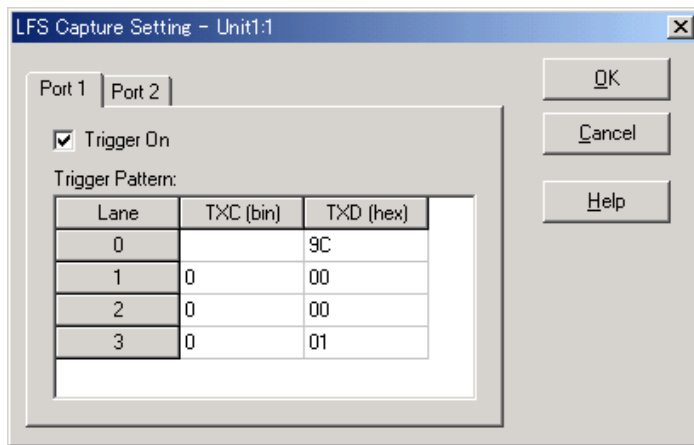 LFS Capture Setting - Unit1:1
Port 1 Port 2
Trigger On
Trigger Pattern:
Lane TXC (bin) TXD (hex)
0 9C
1 0 00
2 0 00
3 0 01
OK
Cancel
Help